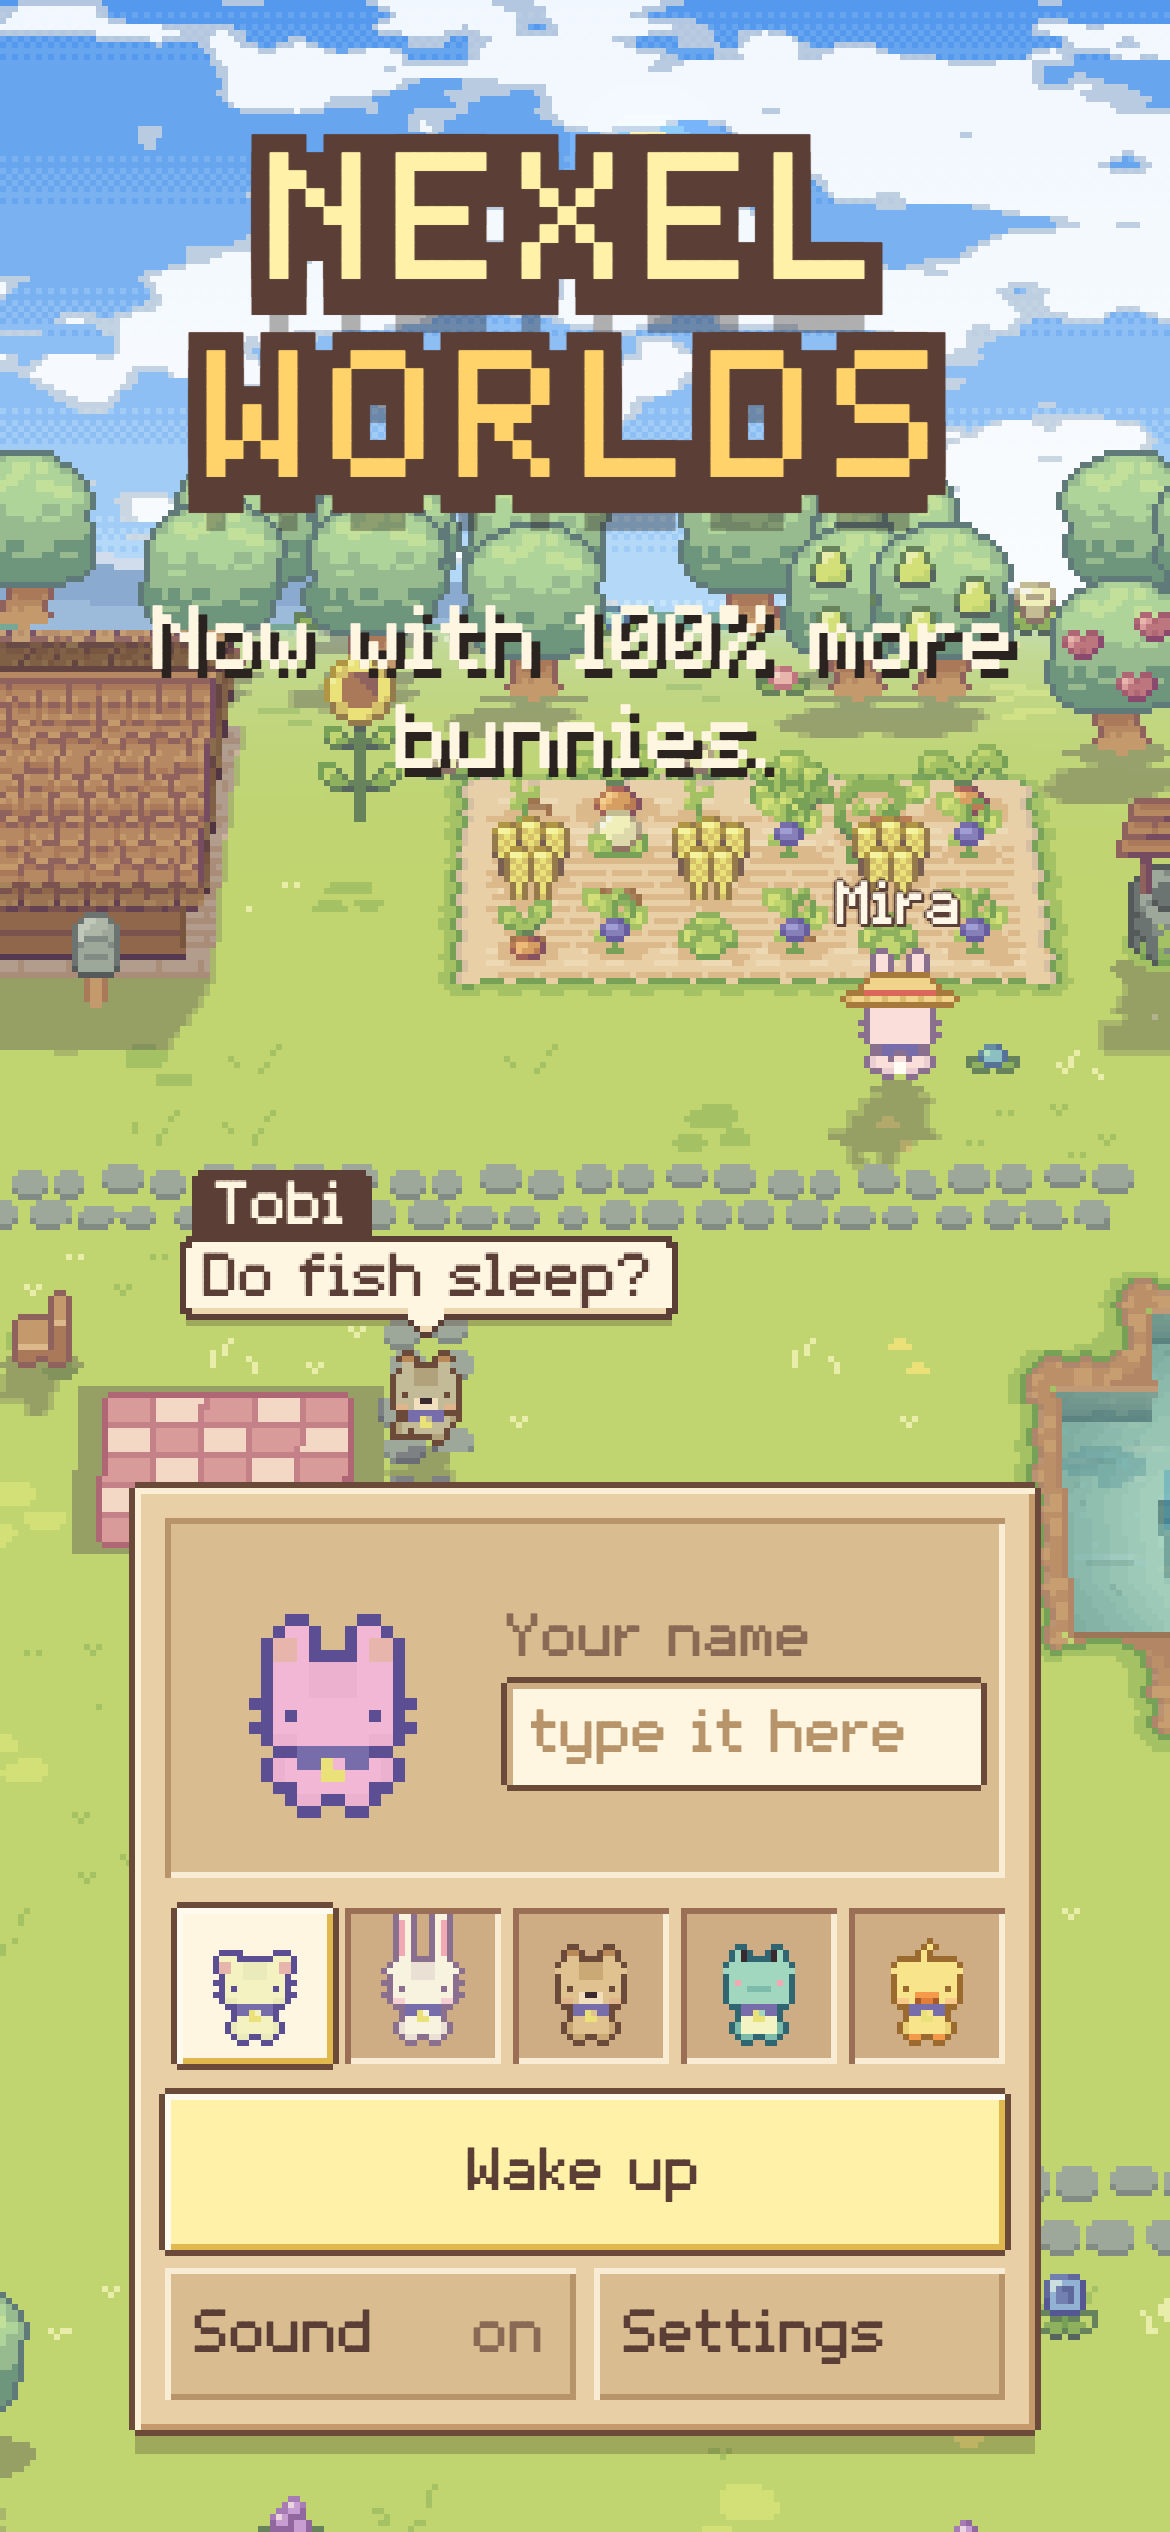 NEXEL
WORLDS
Now with 100% more
bunnies.
Mira
Tobi
Do fish sleep?
Your name
type it here
Wake up
Sound on
Settings